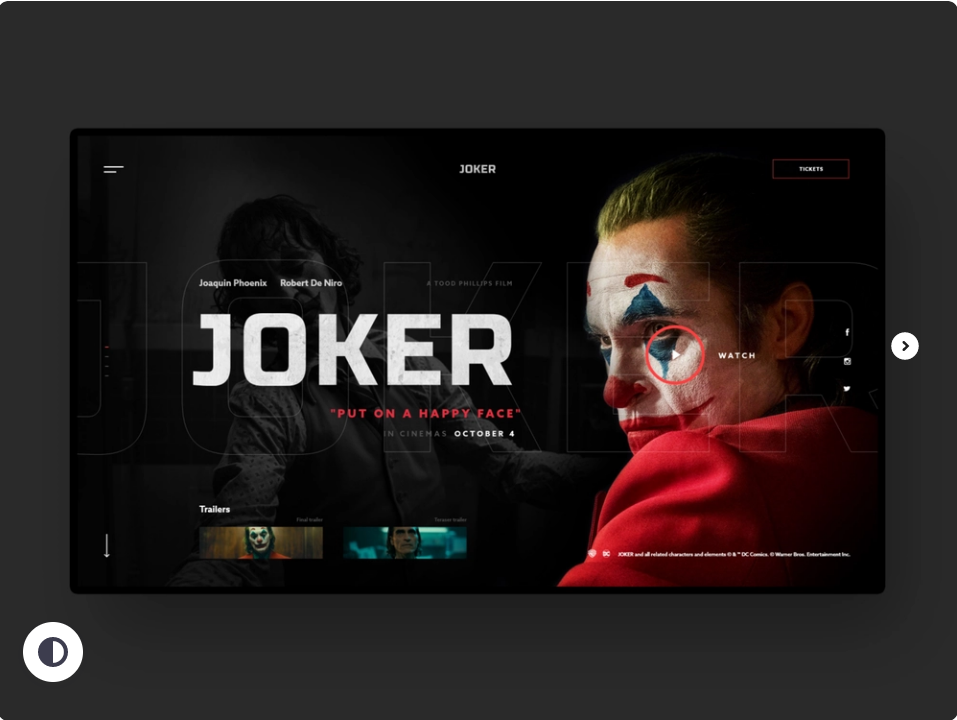 JOKER
TICKETS
Joaquin Phoenix Robert De Niro
A TODD PHILLIPS FILM
JOKER
JOKER
WATCH
"PUT ON A HAPPY FACE"
IN CINEMAS OCTOBER 4
Trailers
Final trailer
Teaser trailer
DC
JOKER and all related characters and elements © & ™ DC Comics. © Warner Bros. Entertainment Inc.